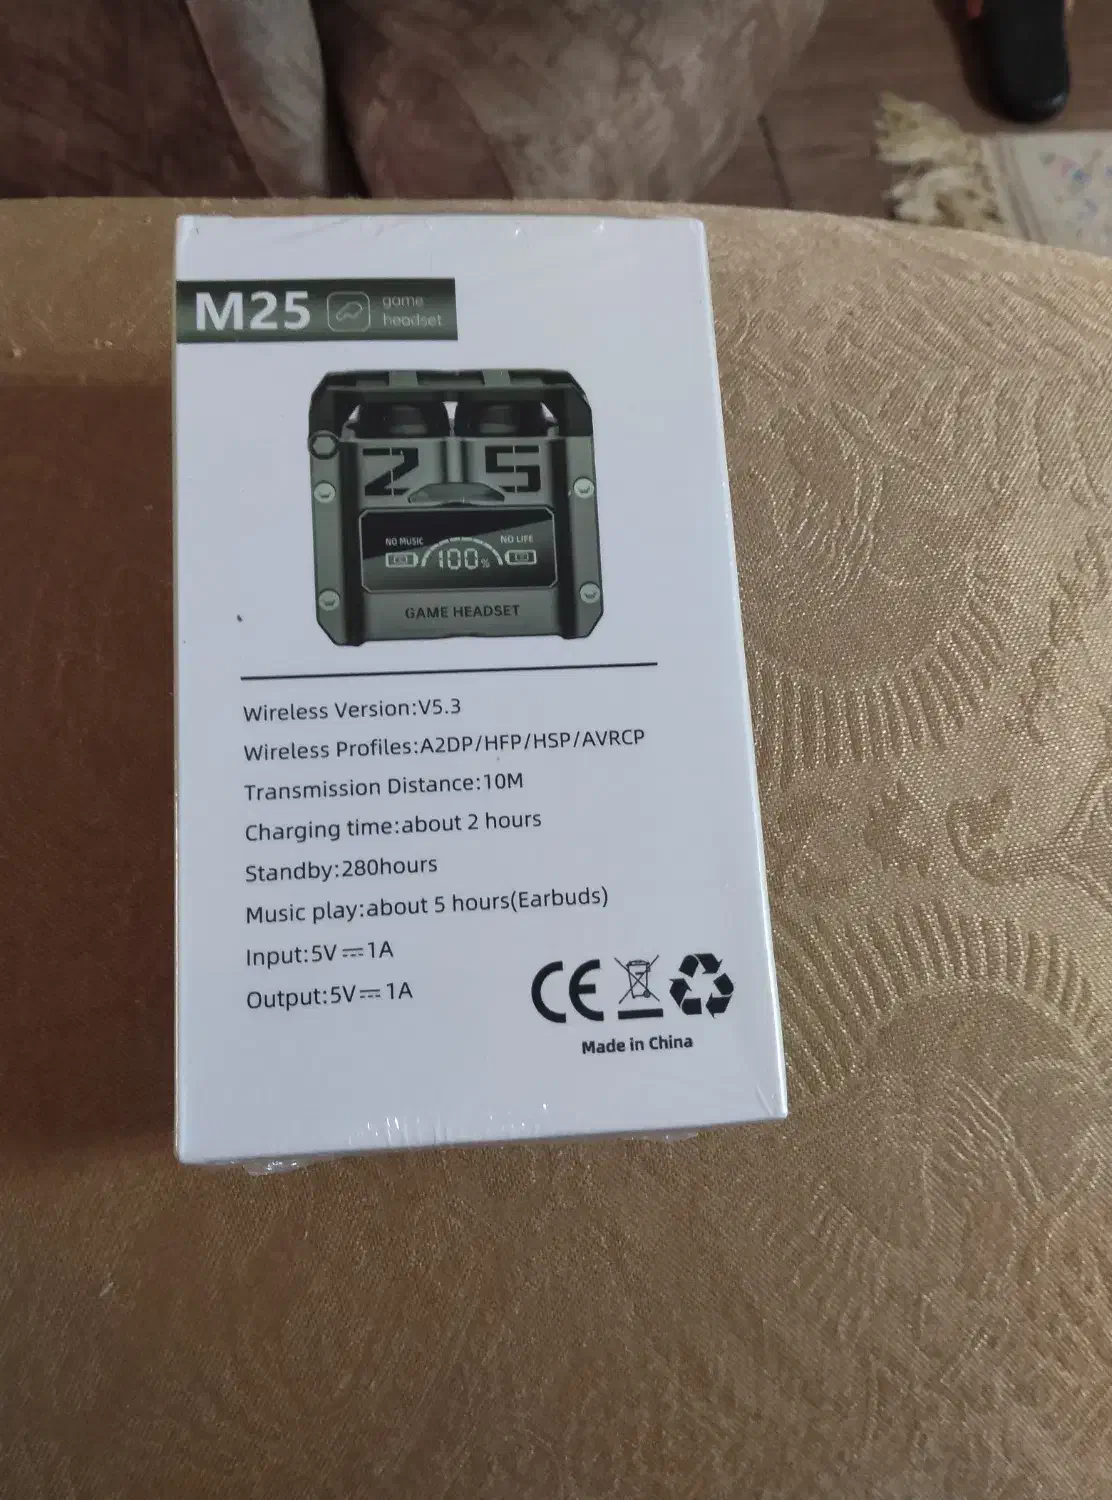 M25 game
headset
25
NO MUSIC NO LIFE
100%
GAME HEADSET
Wireless Version:V5.3
Wireless Profiles:A2DP/HFP/HSP/AVRCP
Transmission Distance:10M
Charging time:about 2 hours
Standby:280hours
Music play:about 5 hours(Earbuds)
Input:5V⎓1A
Output:5V⎓1A
CE
Made in China